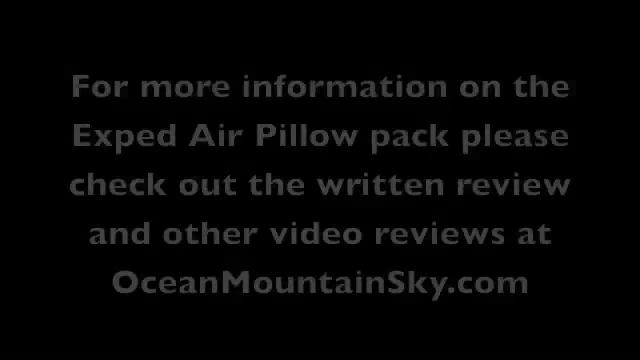 For more information on the
Exped Air Pillow pack please
check out the written review
and other video reviews at
OceanMountainSky.com